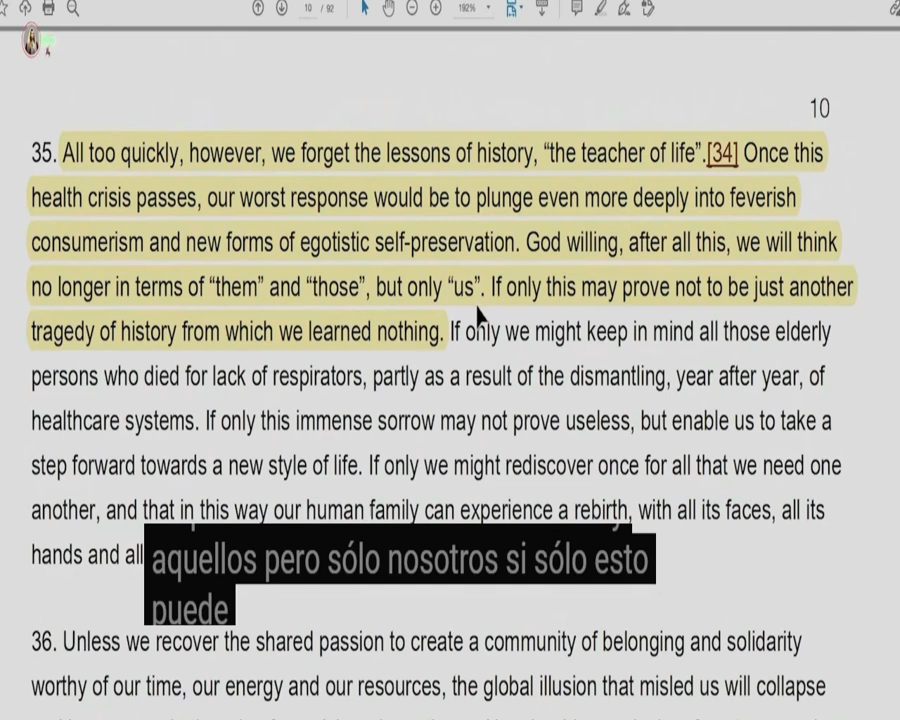 10 / 92
192%
10
35. All too quickly, however, we forget the lessons of history, “the teacher of life”.[34] Once this
health crisis passes, our worst response would be to plunge even more deeply into feverish
consumerism and new forms of egotistic self-preservation. God willing, after all this, we will think
no longer in terms of “them” and “those”, but only “us”. If only this may prove not to be just another
tragedy of history from which we learned nothing. If only we might keep in mind all those elderly
persons who died for lack of respirators, partly as a result of the dismantling, year after year, of
healthcare systems. If only this immense sorrow may not prove useless, but enable us to take a
step forward towards a new style of life. If only we might rediscover once for all that we need one
another, and that in this way our human family can experience a rebirth, with all its faces, all its
hands and all
aquellos pero sólo nosotros si sólo esto
puede
36. Unless we recover the shared passion to create a community of belonging and solidarity
worthy of our time, our energy and our resources, the global illusion that misled us will collapse